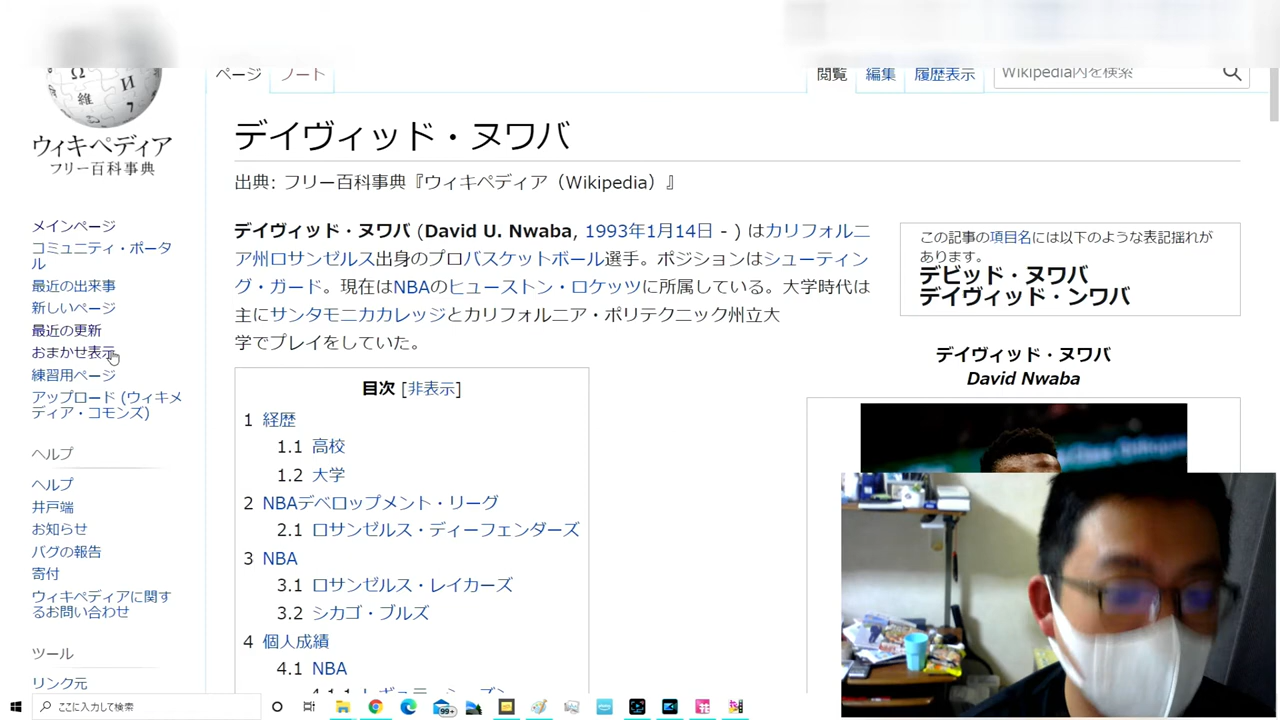 ページ ノート 閲覧 編集 履歴表示 Wikipedia内を検索
ウィキペディア
フリー百科事典
メインページ
コミュニティ・ポータ
ル
最近の出来事
新しいページ
最近の更新
おまかせ表示
練習用ページ
アップロード (ウィキメ
ディア・コモンズ)
ヘルプ
ヘルプ
井戸端
お知らせ
バグの報告
寄付
ウィキペディアに関す
るお問い合わせ
ツール
リンク元
デイヴィッド・ヌワバ
出典: フリー百科事典『ウィキペディア（Wikipedia）』
デイヴィッド・ヌワバ (David U. Nwaba, 1993年1月14日 - ) はカリフォルニ
ア州ロサンゼルス出身のプロバスケットボール選手。ポジションはシューティン
グ・ガード。現在はNBAのヒューストン・ロケッツに所属している。大学時代は
主にサンタモニカカレッジとカリフォルニア・ポリテクニック州立大
学でプレイをしていた。
この記事の項目名には以下のような表記揺れが
あります。
デビッド・ヌワバ
デイヴィッド・ンワバ
デイヴィッド・ヌワバ
David Nwaba
目次 [非表示]
1 経歴
1.1 高校
1.2 大学
2 NBAデベロップメント・リーグ
2.1 ロサンゼルス・ディーフェンダーズ
3 NBA
3.1 ロサンゼルス・レイカーズ
3.2 シカゴ・ブルズ
4 個人成績
4.1 NBA
ここに入力して検索
99+